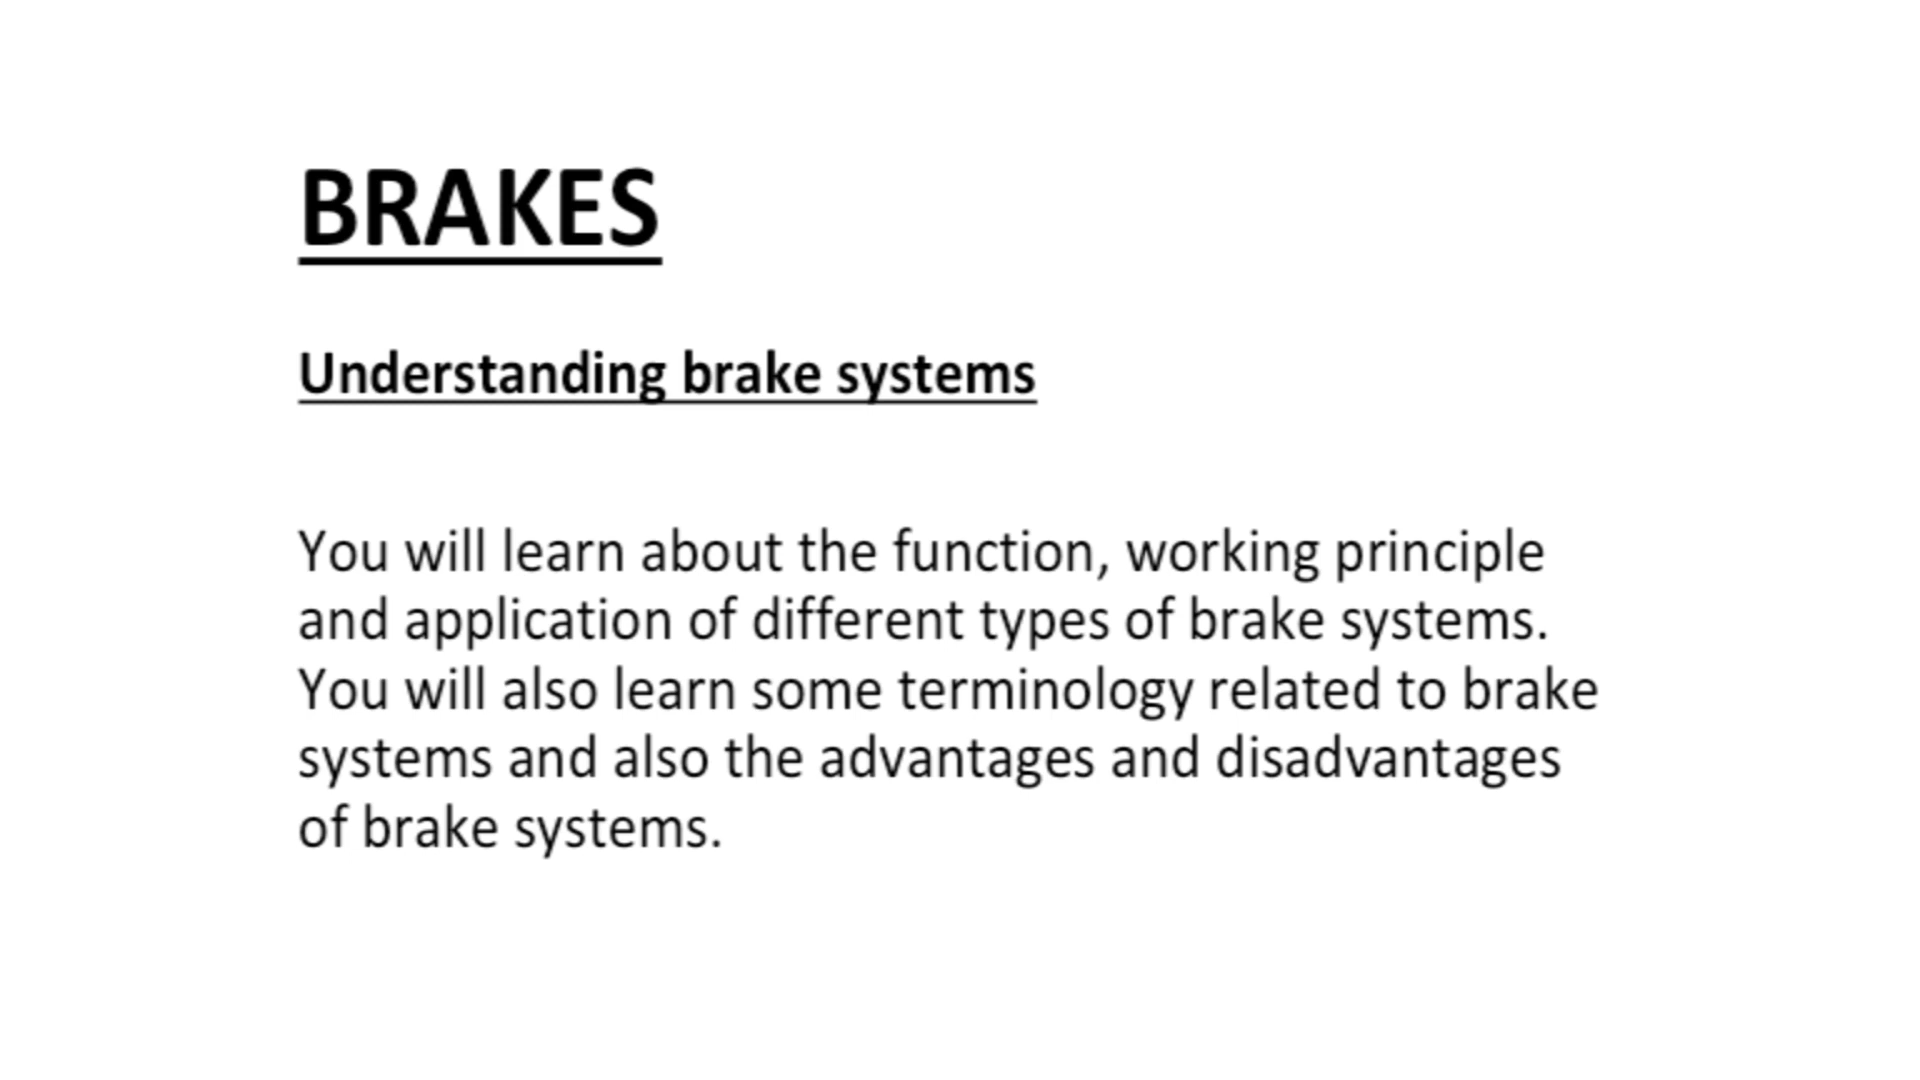 BRAKES
Understanding brake systems
You will learn about the function, working principle
and application of different types of brake systems.
You will also learn some terminology related to brake
systems and also the advantages and disadvantages
of brake systems.